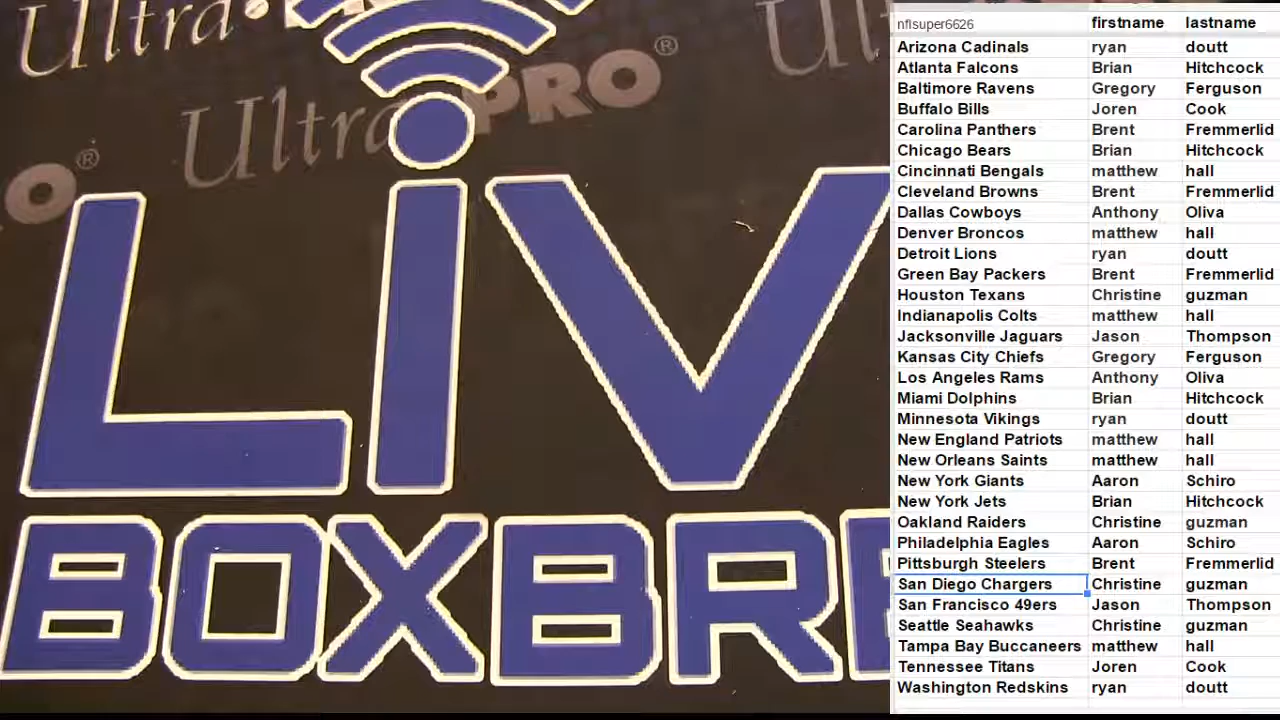 Ultra
Ul
PRO®
Ultra
O®
LiV
BOXBR
nflsuper6626 firstname lastname
Arizona Cadinals ryan doutt
Atlanta Falcons Brian Hitchcock
Baltimore Ravens Gregory Ferguson
Buffalo Bills Joren Cook
Carolina Panthers Brent Fremmerlid
Chicago Bears Brian Hitchcock
Cincinnati Bengals matthew hall
Cleveland Browns Brent Fremmerlid
Dallas Cowboys Anthony Oliva
Denver Broncos matthew hall
Detroit Lions ryan doutt
Green Bay Packers Brent Fremmerlid
Houston Texans Christine guzman
Indianapolis Colts matthew hall
Jacksonville Jaguars Jason Thompson
Kansas City Chiefs Gregory Ferguson
Los Angeles Rams Anthony Oliva
Miami Dolphins Brian Hitchcock
Minnesota Vikings ryan doutt
New England Patriots matthew hall
New Orleans Saints matthew hall
New York Giants Aaron Schiro
New York Jets Brian Hitchcock
Oakland Raiders Christine guzman
Philadelphia Eagles Aaron Schiro
Pittsburgh Steelers Brent Fremmerlid
San Diego Chargers Christine guzman
San Francisco 49ers Jason Thompson
Seattle Seahawks Christine guzman
Tampa Bay Buccaneers matthew hall
Tennessee Titans Joren Cook
Washington Redskins ryan doutt